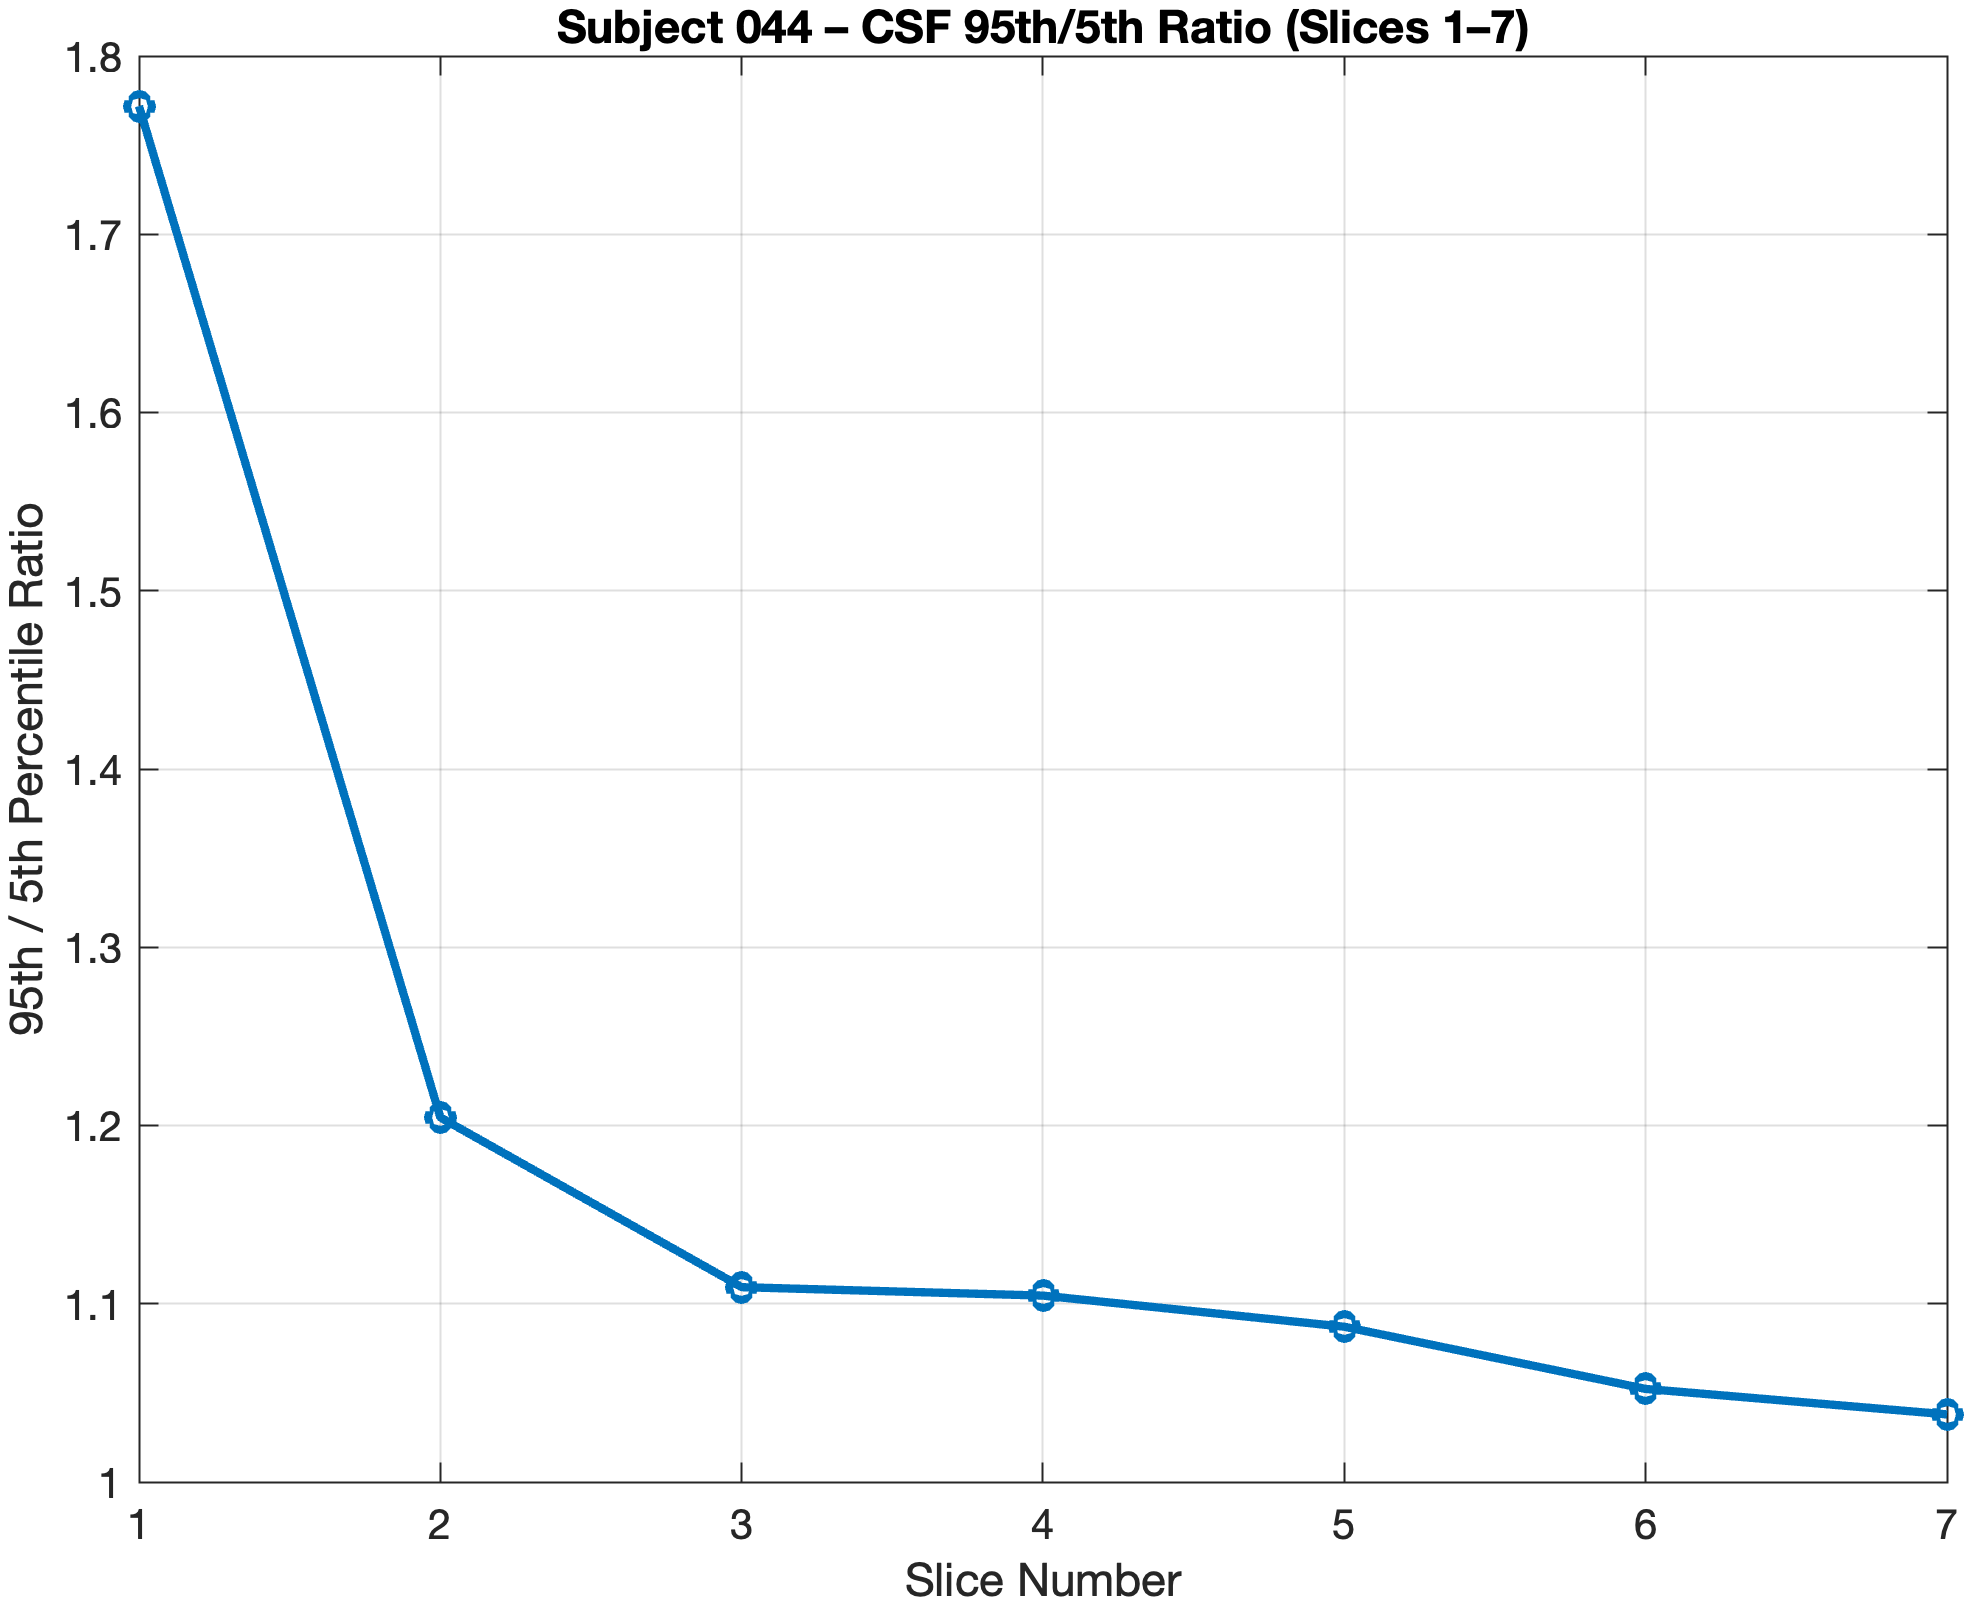 Subject 044 – CSF 95th/5th Ratio (Slices 1–7)
1.8
1.7
1.6
1.5
1.4
1.3
1.2
1.1
1
95th / 5th Percentile Ratio
1 2 3 4 5 6 7
Slice Number